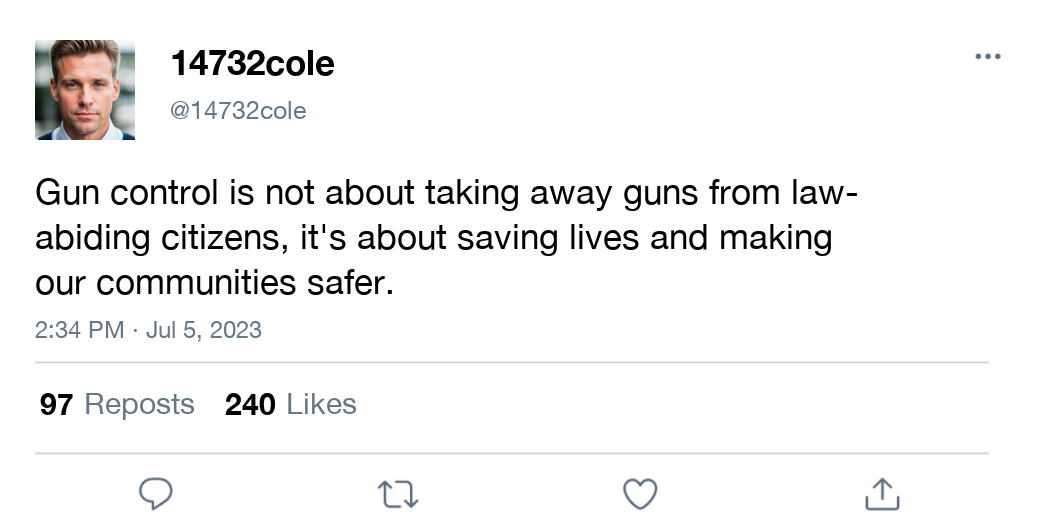 14732cole
@14732cole
Gun control is not about taking away guns from law-
abiding citizens, it's about saving lives and making
our communities safer.
2:34 PM · Jul 5, 2023
97 Reposts 240 Likes